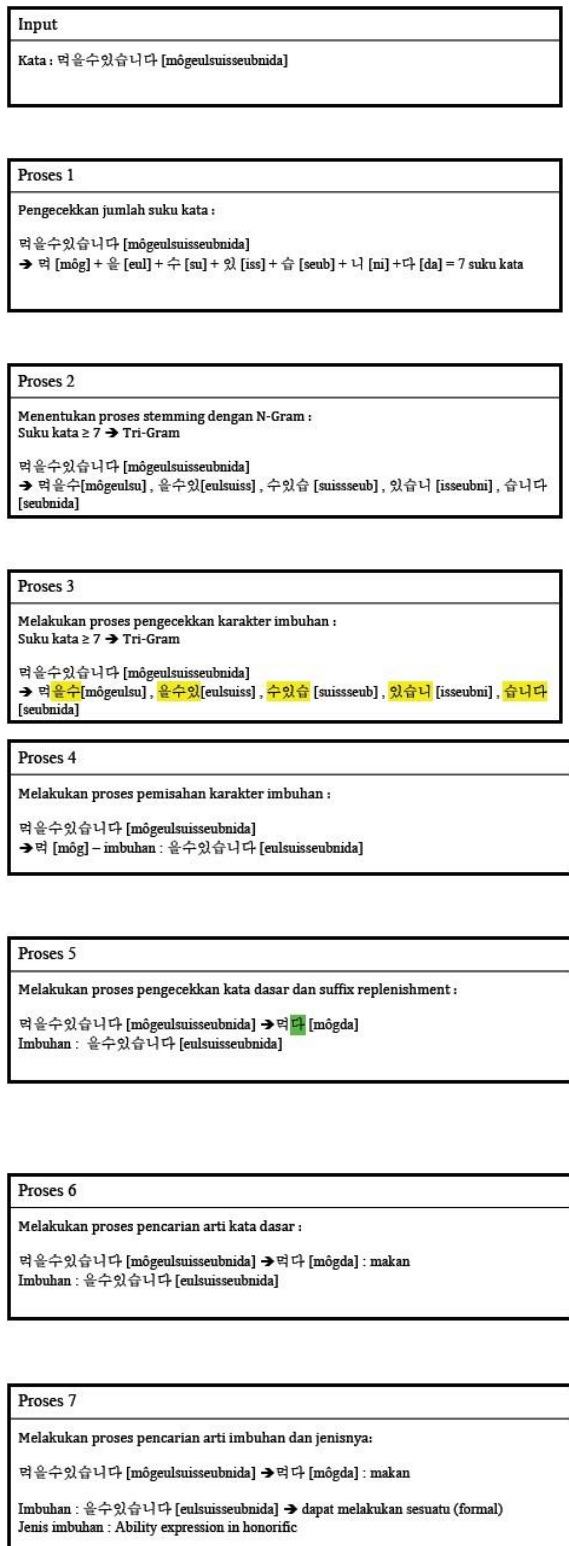 Input
Kata : 먹을수있습니다 [môgeulsuisseubnida]
Proses 1
Pengecekkan jumlah suku kata :
먹을수있습니다 [môgeulsuisseubnida]
➔ 먹 [môg] + 을 [eul] + 수 [su] + 있 [iss] + 습 [seub] + 니 [ni] +다 [da] = 7 suku kata
Proses 2
Menentukan proses stemming dengan N-Gram :
Suku kata ≥ 7 ➔ Tri-Gram
먹을수있습니다 [môgeulsuisseubnida]
➔ 먹을수[môgeulsu] , 을수있[eulsuiss] , 수있습 [suissseub] , 있습니 [isseubni] , 습니다
[seubnida]
Proses 3
Melakukan proses pengecekkan karakter imbuhan :
Suku kata ≥ 7 ➔ Tri-Gram
먹을수있습니다 [môgeulsuisseubnida]
➔ 먹을수[môgeulsu] , 을수있[eulsuiss] , 수있습 [suissseub] , 있습니 [isseubni] , 습니다
[seubnida]
Proses 4
Melakukan proses pemisahan karakter imbuhan :
먹을수있습니다 [môgeulsuisseubnida]
➔먹 [môg] – imbuhan : 을수있습니다 [eulsuisseubnida]
Proses 5
Melakukan proses pengecekkan kata dasar dan suffix replenishment :
먹을수있습니다 [môgeulsuisseubnida] ➔먹다 [môgda]
Imbuhan : 을수있습니다 [eulsuisseubnida]
Proses 6
Melakukan proses pencarian arti kata dasar :
먹을수있습니다 [môgeulsuisseubnida] ➔먹다 [môgda] : makan
Imbuhan : 을수있습니다 [eulsuisseubnida]
Proses 7
Melakukan proses pencarian arti imbuhan dan jenisnya:
먹을수있습니다 [môgeulsuisseubnida] ➔먹다 [môgda] : makan
Imbuhan : 을수있습니다 [eulsuisseubnida] ➔ dapat melakukan sesuatu (formal)
Jenis imbuhan : Ability expression in honorific